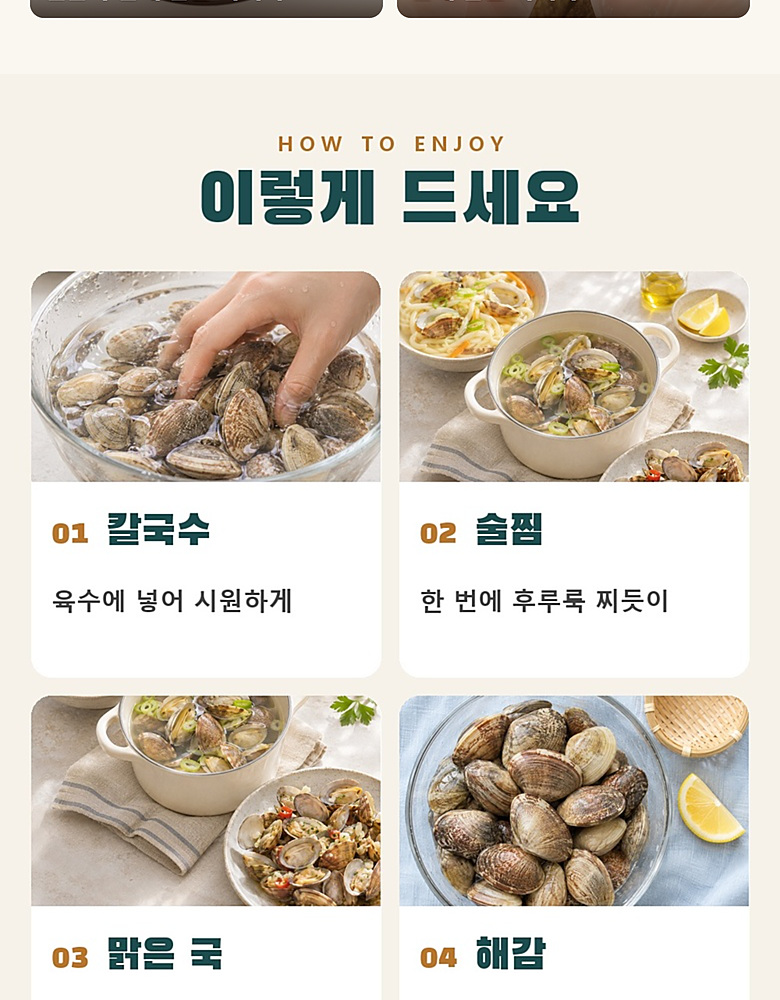 HOW TO ENJOY
이렇게 드세요
01 칼국수
육수에 넣어 시원하게
02 술찜
한 번에 후루룩 찌듯이
03 맑은 국
04 해감